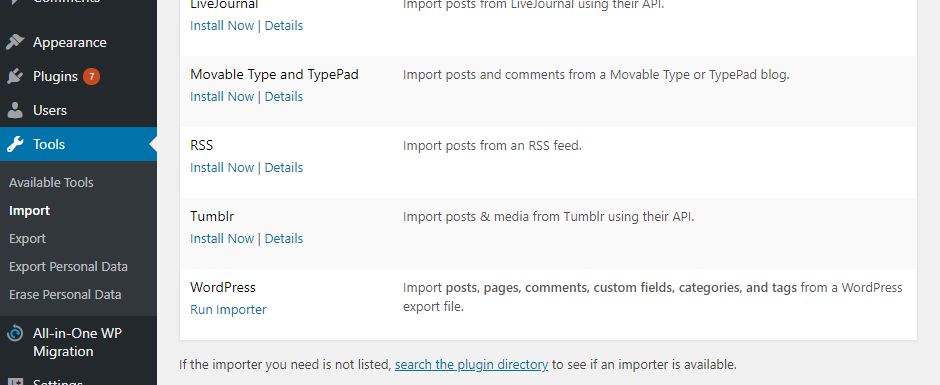 Comments
Appearance
Plugins 7
Users
Tools
Available Tools
Import
Export
Export Personal Data
Erase Personal Data
All-in-One WP
Migration
Settings
LiveJournal
Import posts from LiveJournal using their API.
Install Now | Details
Movable Type and TypePad
Import posts and comments from a Movable Type or TypePad blog.
Install Now | Details
RSS
Import posts from an RSS feed.
Install Now | Details
Tumblr
Import posts & media from Tumblr using their API.
Install Now | Details
WordPress
Import posts, pages, comments, custom fields, categories, and tags from a WordPress
export file.
Run Importer
If the importer you need is not listed, search the plugin directory to see if an importer is available.